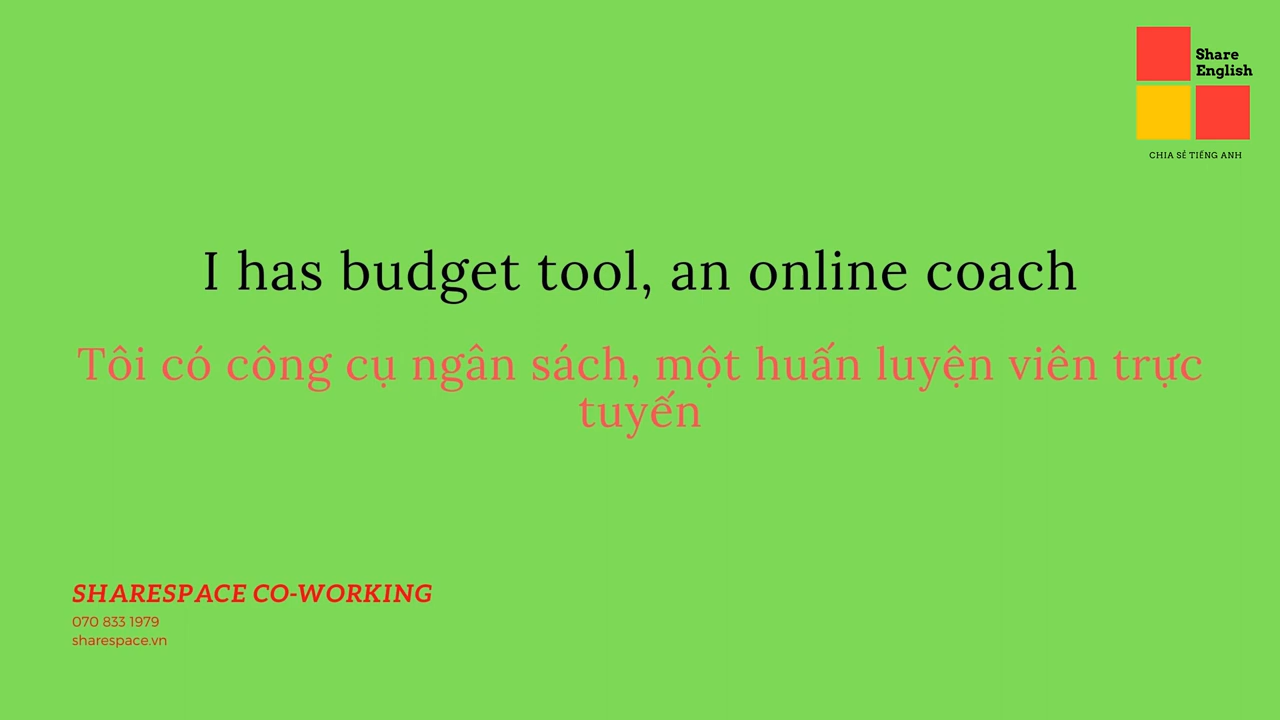 Share
English
CHIA SẺ TIẾNG ANH
I has budget tool, an online coach
Tôi có công cụ ngân sách, một huấn luyện viên trực
tuyến
SHARESPACE CO-WORKING
070 833 1979
sharespace.vn